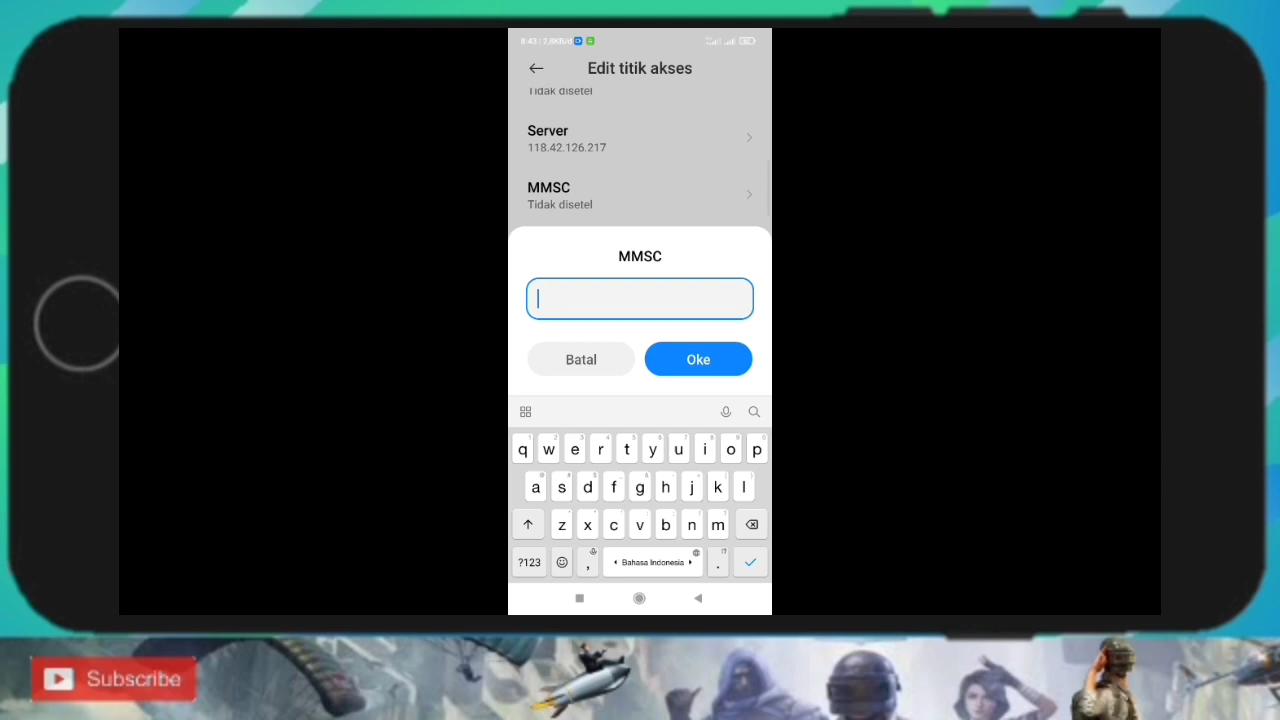 8:43 | 2,8KB/d
Edit titik akses
Tidak disetel
Server
118.42.126.217
MMSC
Tidak disetel
MMSC
Batal
Oke
q w e r t y u i o p
a s d f g h j k l
z x c v b n m
?123 , Bahasa Indonesia .
Subscribe